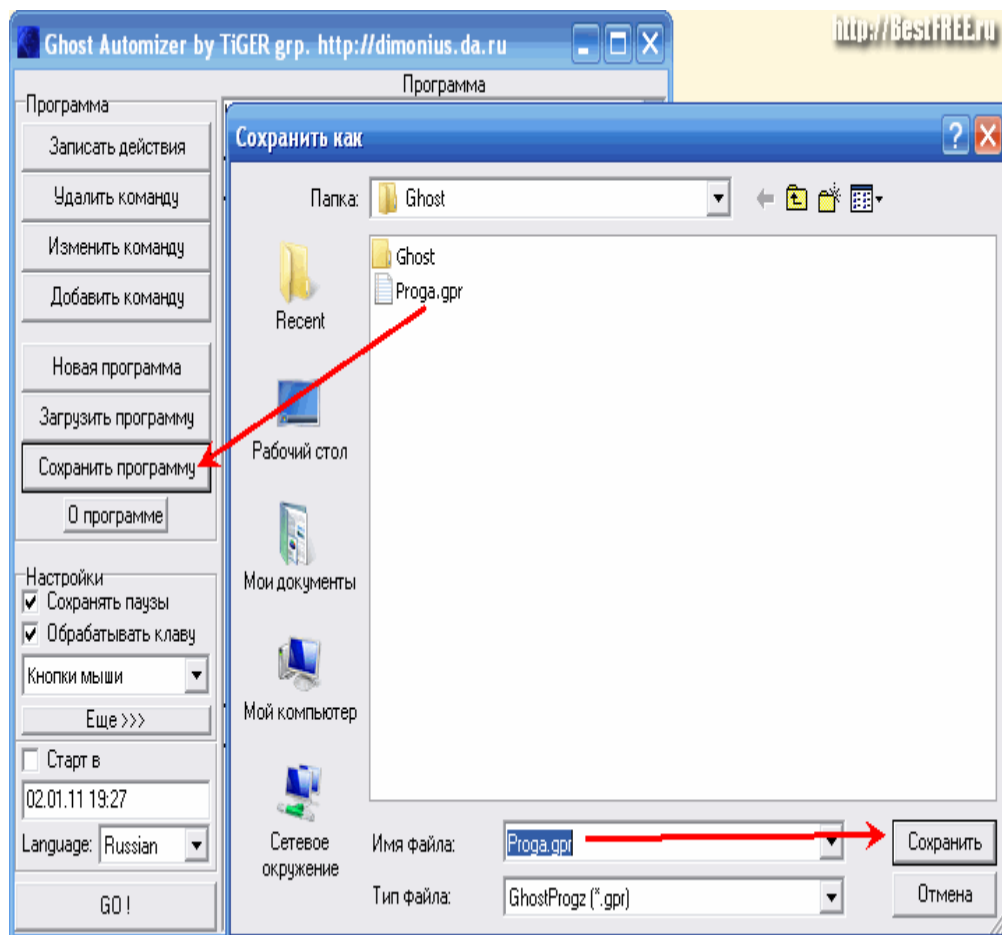 http://BestFREE.ru
Ghost Automizer by TiGER grp. http://dimonius.da.ru
Программа
Программа
Записать действия
Удалить команду
Изменить команду
Добавить команду
Новая программа
Загрузить программу
Сохранить программу
О программе
Настройки
Сохранять паузы
Обрабатывать клаву
Кнопки мыши
Еще >>>
Старт в
02.01.11 19:27
Language: Russian
GO !
Сохранить как
Папка: Ghost
Ghost
Proga.gpr
Recent
Рабочий стол
Мои документы
Мой компьютер
Сетевое
окружение
Имя файла: Proga.gpr
Сохранить
Тип файла: GhostProgz (*.gpr)
Отмена